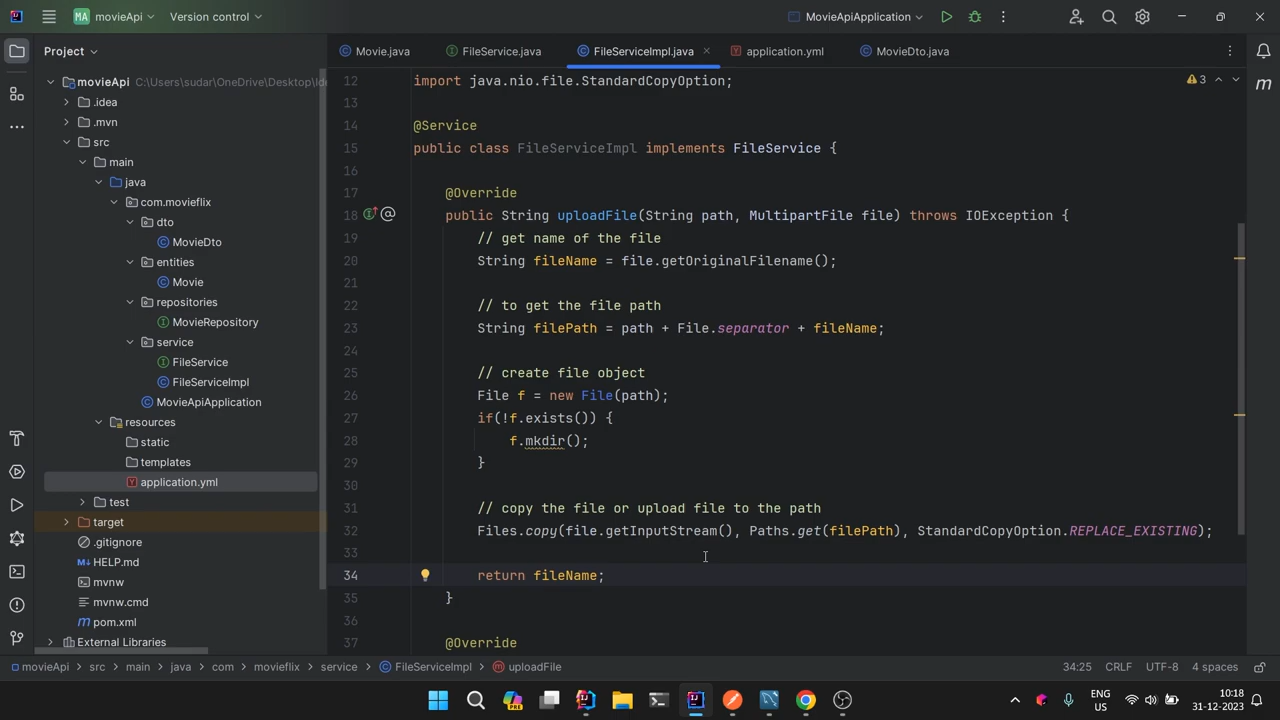 MA movieApi Version control MovieApiApplication
Project
movieApi C:\Users\sudar\OneDrive\Desktop\Ide
.idea
.mvn
src
main
java
com.movieflix
dto
MovieDto
entities
Movie
repositories
MovieRepository
service
FileService
FileServiceImpl
MovieApiApplication
resources
static
templates
application.yml
test
target
.gitignore
HELP.md
mvnw
mvnw.cmd
pom.xml
External Libraries
Movie.java FileService.java FileServiceImpl.java application.yml MovieDto.java
3
12 import java.nio.file.StandardCopyOption;
13
14 @Service
15 public class FileServiceImpl implements FileService {
16
17 @Override
18 public String uploadFile(String path, MultipartFile file) throws IOException {
19 // get name of the file
20 String fileName = file.getOriginalFilename();
21
22 // to get the file path
23 String filePath = path + File.separator + fileName;
24
25 // create file object
26 File f = new File(path);
27 if(!f.exists()) {
28 f.mkdir();
29 }
30
31 // copy the file or upload file to the path
32 Files.copy(file.getInputStream(), Paths.get(filePath), StandardCopyOption.REPLACE_EXISTING);
33
34 return fileName;
35 }
36
37 @Override
m
movieApi > src > main > java > com > movieflix > service > FileServiceImpl > uploadFile 34:25 CRLF UTF-8 4 spaces
PRE
ENG
US
10:18
31-12-2023